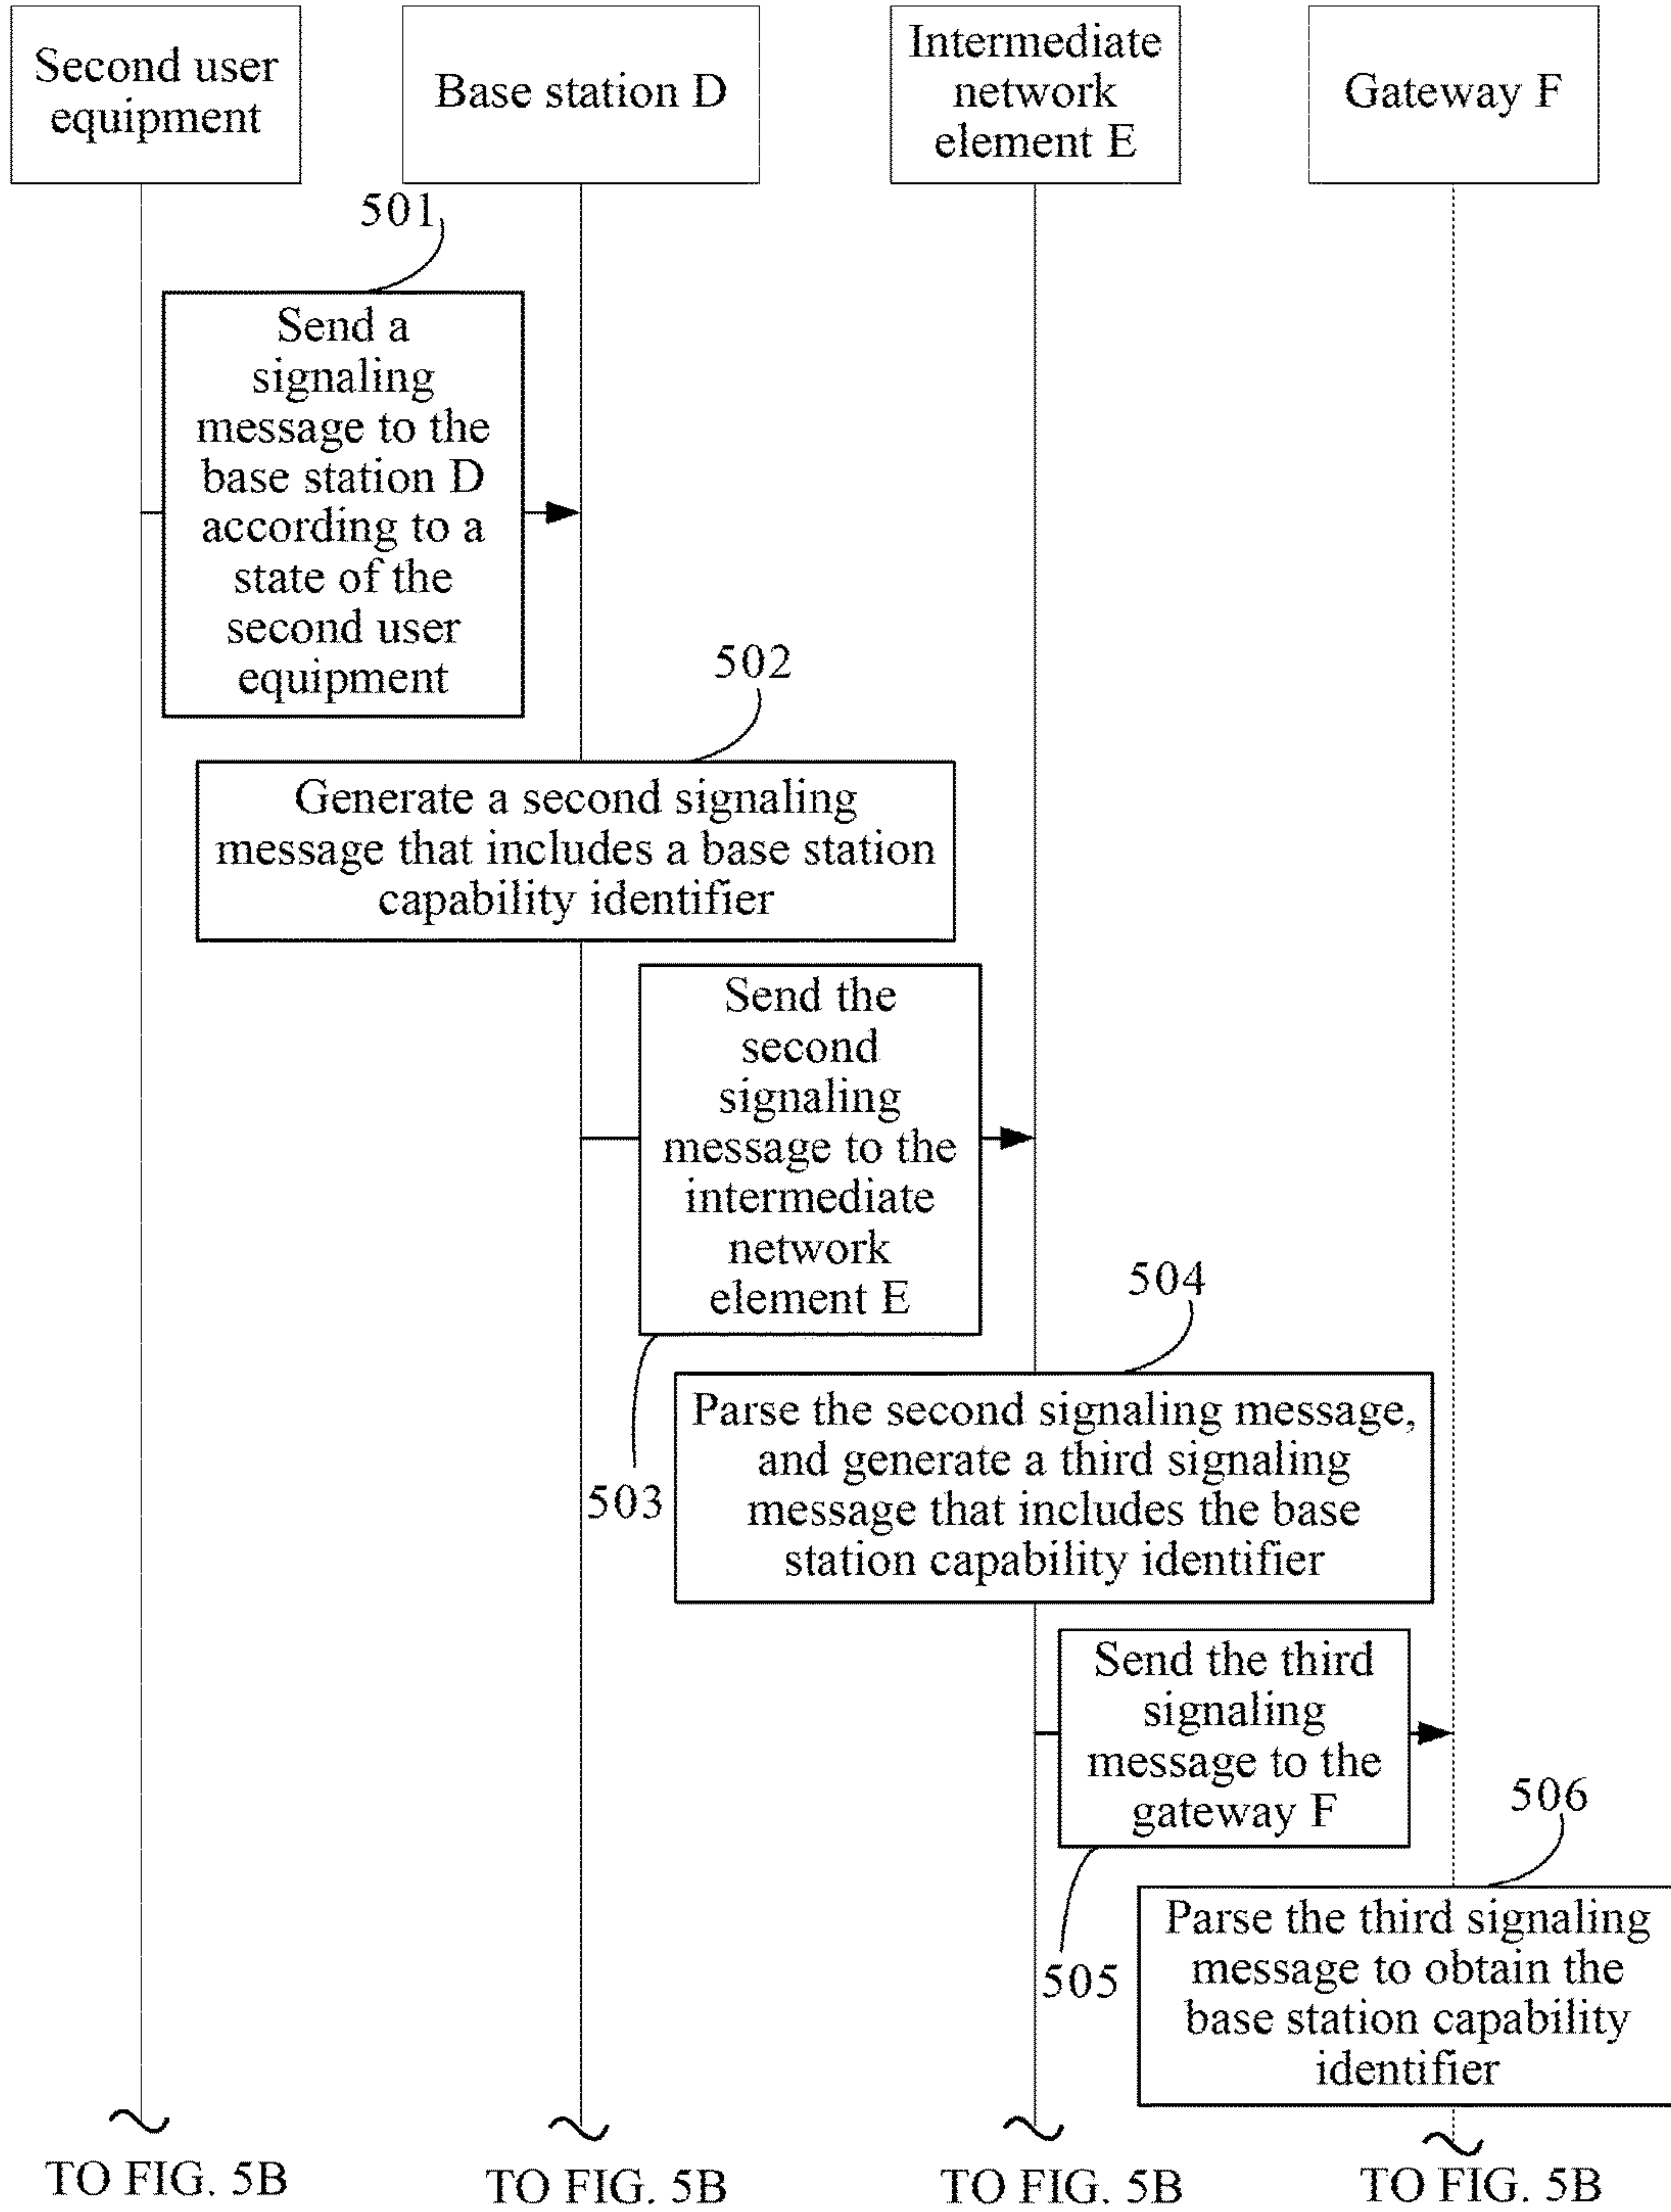 Second user
equipment
Base station D
Intermediate
network
element E
Gateway F
501
Send a
signaling
message to the
base station D
according to a
state of the
second user
equipment
502
Generate a second signaling
message that includes a base station
capability identifier
Send the
second
signaling
message to the
intermediate
network
element E
503
504
Parse the second signaling message,
and generate a third signaling
message that includes the base
station capability identifier
Send the third
signaling
message to the
gateway F
505
506
Parse the third signaling
message to obtain the
base station capability
identifier
TO FIG. 5B
TO FIG. 5B
TO FIG. 5B
TO FIG. 5B